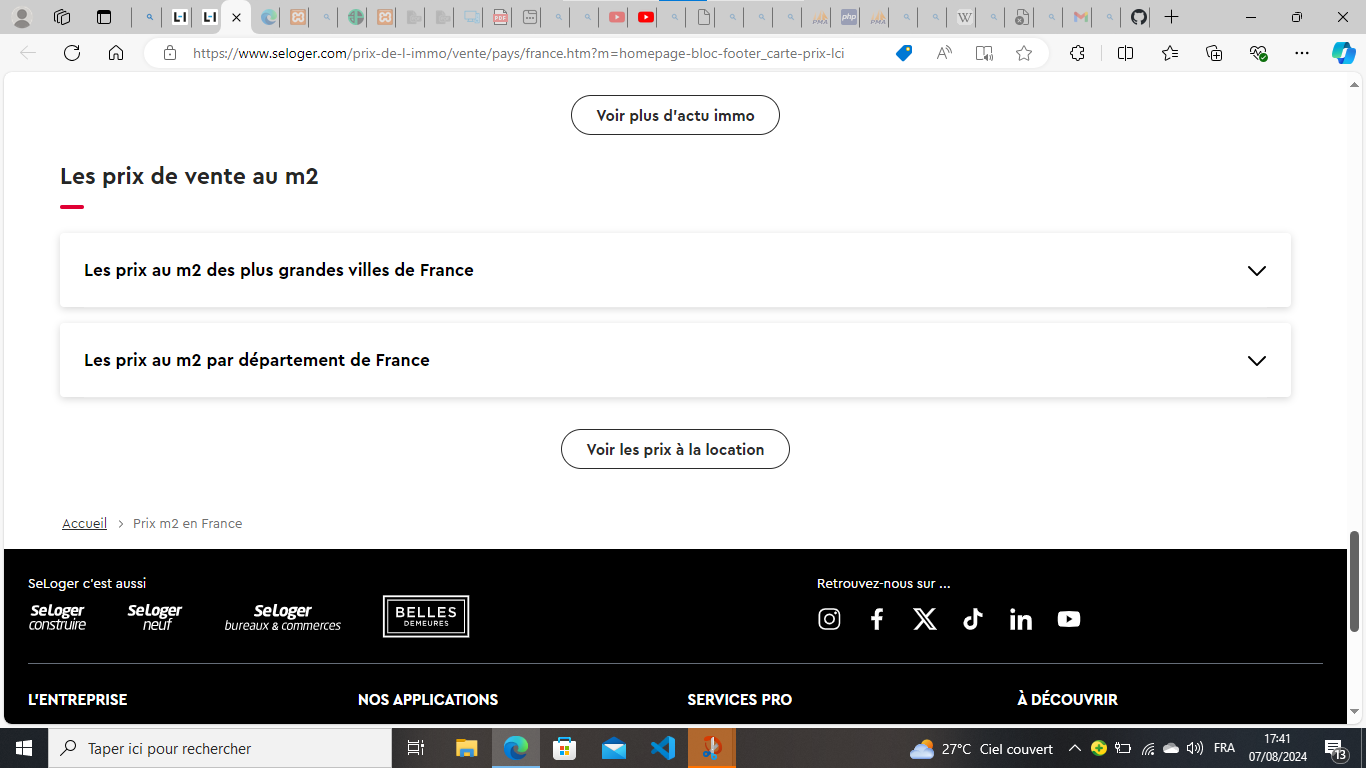 https://www.seloger.com/prix-de-l-immo/vente/pays/france.htm?m=homepage-bloc-footer_carte-prix-lci
Voir plus d'actu immo
Les prix de vente au m2
Les prix au m2 des plus grandes villes de France
Les prix au m2 par département de France
Voir les prix à la location
Accueil > Prix m2 en France
SeLoger c'est aussi
Retrouvez-nous sur ...
SeLoger construire
SeLoger neuf
SeLoger bureaux & commerces
BELLES DEMEURES
L'ENTREPRISE
NOS APPLICATIONS
SERVICES PRO
À DÉCOUVRIR
Taper ici pour rechercher
27°C Ciel couvert
FRA
17:41
07/08/2024
13